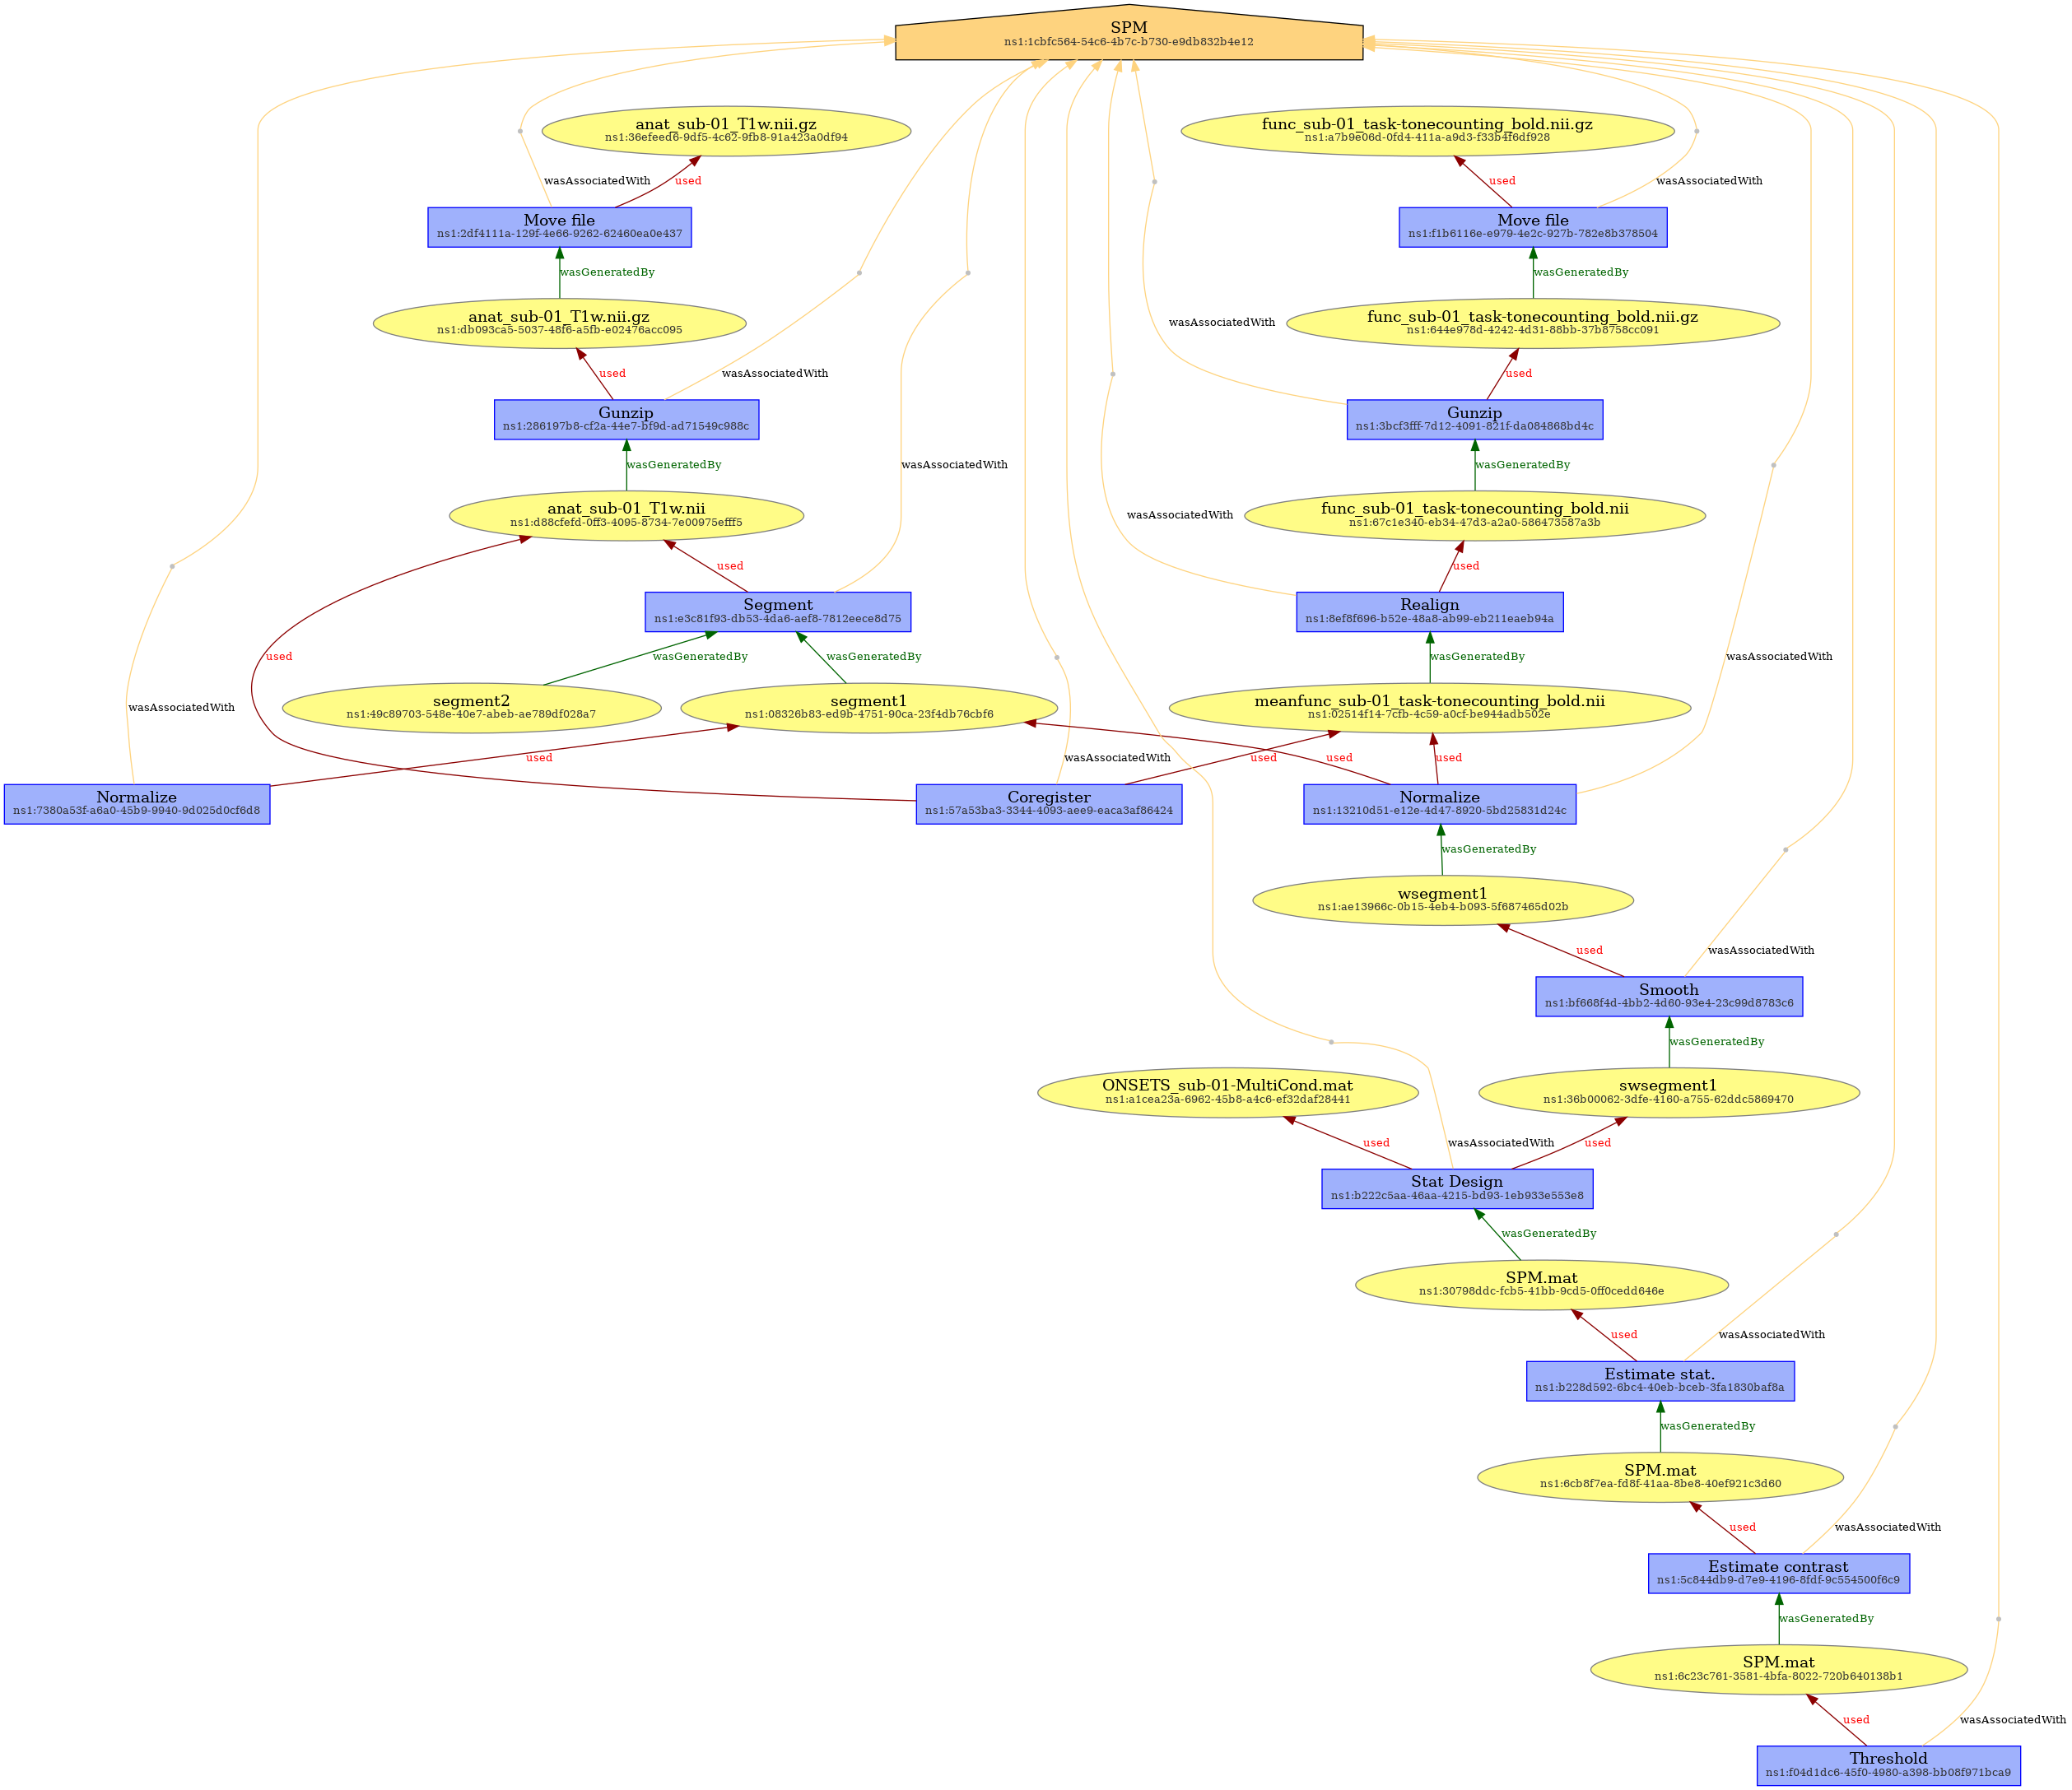 SPM
ns1:1cbfc564-54c6-4b7c-b730-e9db832b4e12
anat_sub-01_T1w.nii.gz
ns1:36efeed6-9df5-4c62-9fb8-91a423a0df94
func_sub-01_task-tonecounting_bold.nii.gz
ns1:a7b9e06d-0fd4-411a-a9d3-f33b4f6df928
wasAssociatedWith
used
used
wasAssociatedWith
Move file
ns1:2df4111a-129f-4e66-9262-62460ea0e437
Move file
ns1:f1b6116e-e979-4e2c-927b-782e8b378504
wasGeneratedBy
wasGeneratedBy
anat_sub-01_T1w.nii.gz
ns1:db093ca5-5037-48f6-a5fb-e02476acc095
wasAssociatedWith
func_sub-01_task-tonecounting_bold.nii.gz
ns1:644e978d-4242-4d31-88bb-37b8758cc091
used
wasAssociatedWith
used
Gunzip
ns1:286197b8-cf2a-44e7-bf9d-ad71549c988c
Gunzip
ns1:3bcf3fff-7d12-4091-821f-da084868bd4c
wasGeneratedBy
wasAssociatedWith
wasGeneratedBy
anat_sub-01_T1w.nii
ns1:d88cfefd-0ff3-4095-8734-7e00975efff5
wasAssociatedWith
func_sub-01_task-tonecounting_bold.nii
ns1:67c1e340-eb34-47d3-a2a0-586473587a3b
used
used
Segment
ns1:e3c81f93-db53-4da6-aef8-7812eece8d75
Realign
ns1:8ef8f696-b52e-48a8-ab99-eb211eaeb94a
used
wasGeneratedBy
wasGeneratedBy
wasGeneratedBy
wasAssociatedWith
wasAssociatedWith
segment2
ns1:49c89703-548e-40e7-abeb-ae789df028a7
segment1
ns1:08326b83-ed9b-4751-90ca-23f4db76cbf6
meanfunc_sub-01_task-tonecounting_bold.nii
ns1:02514f14-7cfb-4c59-a0cf-be944adb502e
used
wasAssociatedWith
used
used
used
Normalize
ns1:7380a53f-a6a0-45b9-9940-9d025d0cf6d8
Coregister
ns1:57a53ba3-3344-4093-aee9-eaca3af86424
Normalize
ns1:13210d51-e12e-4d47-8920-5bd25831d24c
wasGeneratedBy
wsegment1
ns1:ae13966c-0b15-4eb4-b093-5f687465d02b
used
wasAssociatedWith
Smooth
ns1:bf668f4d-4bb2-4d60-93e4-23c99d8783c6
wasGeneratedBy
ONSETS_sub-01-MultiCond.mat
ns1:a1cea23a-6962-45b8-a4c6-ef32daf28441
swsegment1
ns1:36b00062-3dfe-4160-a755-62ddc5869470
used
wasAssociatedWith
used
Stat Design
ns1:b222c5aa-46aa-4215-bd93-1eb933e553e8
wasGeneratedBy
SPM.mat
ns1:30798ddc-fcb5-41bb-9cd5-0ff0cedd646e
used
wasAssociatedWith
Estimate stat.
ns1:b228d592-6bc4-40eb-bceb-3fa1830baf8a
wasGeneratedBy
SPM.mat
ns1:6cb8f7ea-fd8f-41aa-8be8-40ef921c3d60
used
wasAssociatedWith
Estimate contrast
ns1:5c844db9-d7e9-4196-8fdf-9c554500f6c9
wasGeneratedBy
SPM.mat
ns1:6c23c761-3581-4bfa-8022-720b640138b1
used
wasAssociatedWith
Threshold
ns1:f04d1dc6-45f0-4980-a398-bb08f971bca9